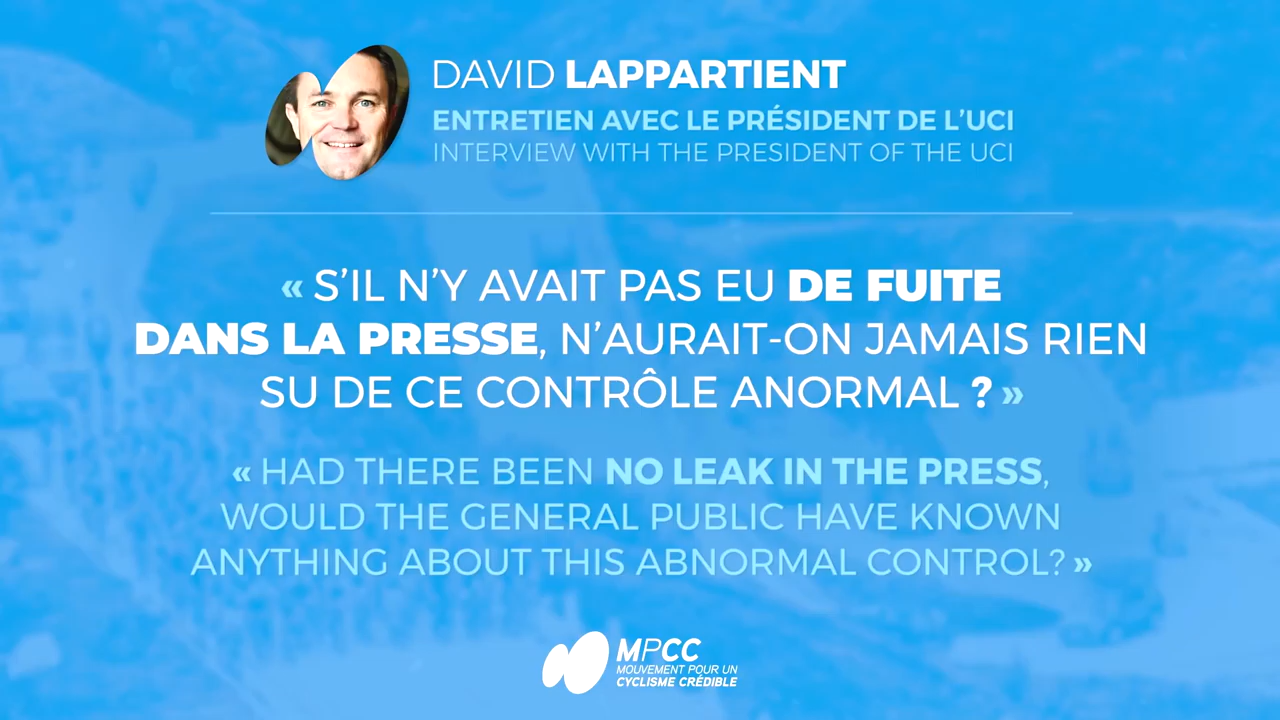 DAVID LAPPARTIENT
ENTRETIEN AVEC LE PRÉSIDENT DE L'UCI
INTERVIEW WITH THE PRESIDENT OF THE UCI
« S'IL N'Y AVAIT PAS EU DE FUITE
DANS LA PRESSE, N'AURAIT-ON JAMAIS RIEN
SU DE CE CONTRÔLE ANORMAL ? »
« HAD THERE BEEN NO LEAK IN THE PRESS,
WOULD THE GENERAL PUBLIC HAVE KNOWN
ANYTHING ABOUT THIS ABNORMAL CONTROL? »
MPCC
MOUVEMENT POUR UN
CYCLISME CRÉDIBLE